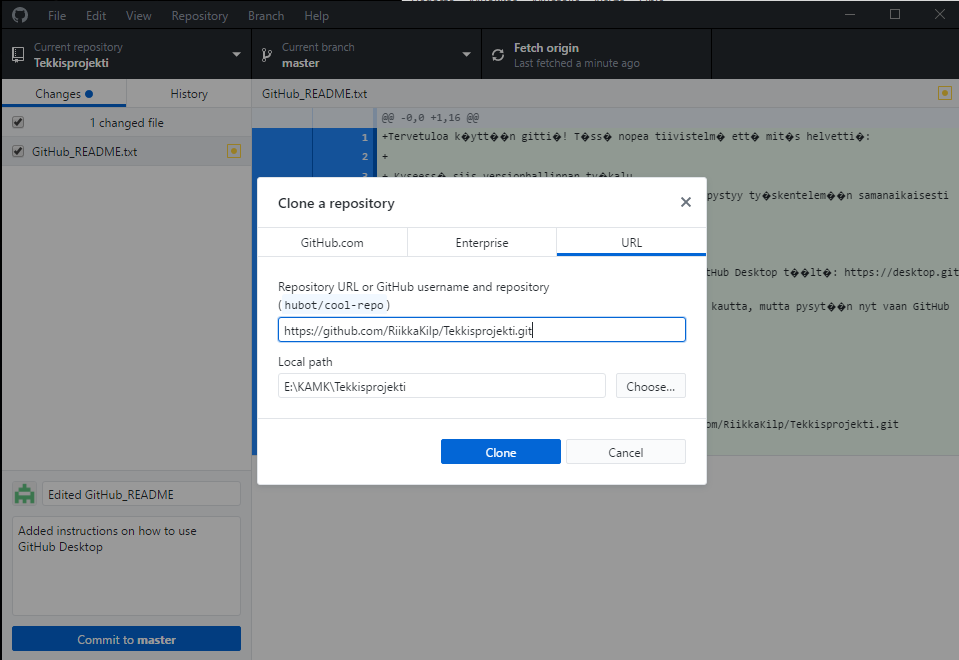 File Edit View Repository Branch Help
Current repository
Tekkisprojekti
Current branch
master
Fetch origin
Last fetched a minute ago
Changes
History
GitHub_README.txt
1 changed file
GitHub_README.txt
@@ -0,0 +1,16 @@
1 +Tervetuloa k�ytt��n gitti�! T�ss� nopea tiivistelm� ett� mit�s helvetti�:
2 +
3 + Kyseess� siis versionhallinnan ty�kalu
pystyy ty�skentelem��n samanaikaisesti
tHub Desktop t��lt�: https://desktop.git
kautta, mutta pysyt��n nyt vaan GitHub
om/RiikkaKilp/Tekkisprojekti.git
Clone a repository
GitHub.com
Enterprise
URL
Repository URL or GitHub username and repository
(hubot/cool-repo)
https://github.com/RiikkaKilp/Tekkisprojekti.git
Local path
E:\KAMK\Tekkisprojekti
Choose...
Clone
Cancel
Edited GitHub_README
Added instructions on how to use
GitHub Desktop
Commit to master